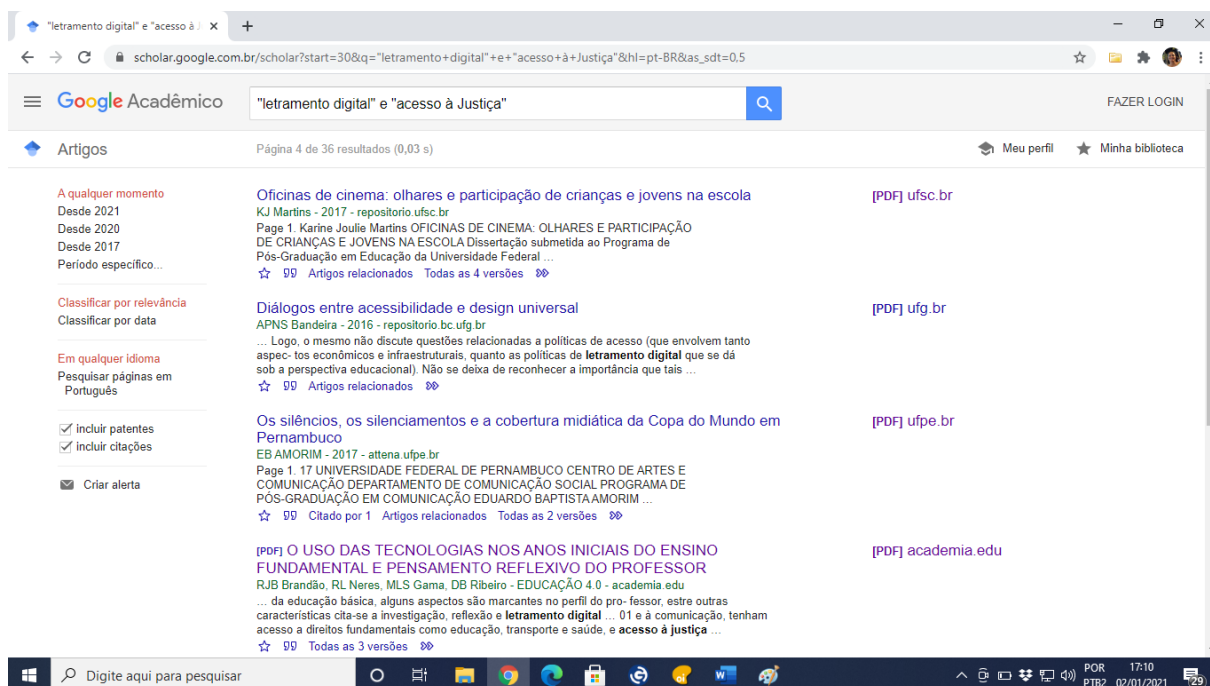 "letramento digital" e "acesso à J
scholar.google.com.br/scholar?start=30&q="letramento+digital"+e+"acesso+à+Justiça"&hl=pt-BR&as_sdt=0,5
Google Acadêmico
"letramento digital" e "acesso à Justiça"
FAZER LOGIN
Artigos
Página 4 de 36 resultados (0,03 s)
Meu perfil
Minha biblioteca
A qualquer momento
Desde 2021
Desde 2020
Desde 2017
Período específico...
Classificar por relevância
Classificar por data
Em qualquer idioma
Pesquisar páginas em
Português
incluir patentes
incluir citações
Criar alerta
Oficinas de cinema: olhares e participação de crianças e jovens na escola
[PDF] ufsc.br
KJ Martins - 2017 - repositorio.ufsc.br
Page 1. Karine Joulie Martins OFICINAS DE CINEMA: OLHARES E PARTICIPAÇÃO
DE CRIANÇAS E JOVENS NA ESCOLA Dissertação submetida ao Programa de
Pós-Graduação em Educação da Universidade Federal ...
Artigos relacionados Todas as 4 versões
Diálogos entre acessibilidade e design universal
[PDF] ufg.br
APNS Bandeira - 2016 - repositorio.bc.ufg.br
... Logo, o mesmo não discute questões relacionadas a políticas de acesso (que envolvem tanto
aspec- tos econômicos e infraestruturais, quanto as políticas de letramento digital que se dá
sob a perspectiva educacional). Não se deixa de reconhecer a importância que tais ...
Artigos relacionados
Os silêncios, os silenciamentos e a cobertura midiática da Copa do Mundo em
Pernambuco
[PDF] ufpe.br
EB AMORIM - 2017 - attena.ufpe.br
Page 1. 17 UNIVERSIDADE FEDERAL DE PERNAMBUCO CENTRO DE ARTES E
COMUNICAÇÃO DEPARTAMENTO DE COMUNICAÇÃO SOCIAL PROGRAMA DE
PÓS-GRADUAÇÃO EM COMUNICAÇÃO EDUARDO BAPTISTA AMORIM ...
Citado por 1 Artigos relacionados Todas as 2 versões
[PDF] O USO DAS TECNOLOGIAS NOS ANOS INICIAIS DO ENSINO
FUNDAMENTAL E PENSAMENTO REFLEXIVO DO PROFESSOR
[PDF] academia.edu
RJB Brandão, RL Neres, MLS Gama, DB Ribeiro - EDUCAÇÃO 4.0 - academia.edu
... da educação básica, alguns aspectos são marcantes no perfil do pro- fessor, estre outras
características cita-se a investigação, reflexão e letramento digital ... 01 e à comunicação, tenham
acesso a direitos fundamentais como educação, transporte e saúde, e acesso à justiça ...
Todas as 3 versões
Digite aqui para pesquisar
POR
PTB2
17:10
02/01/2021
29